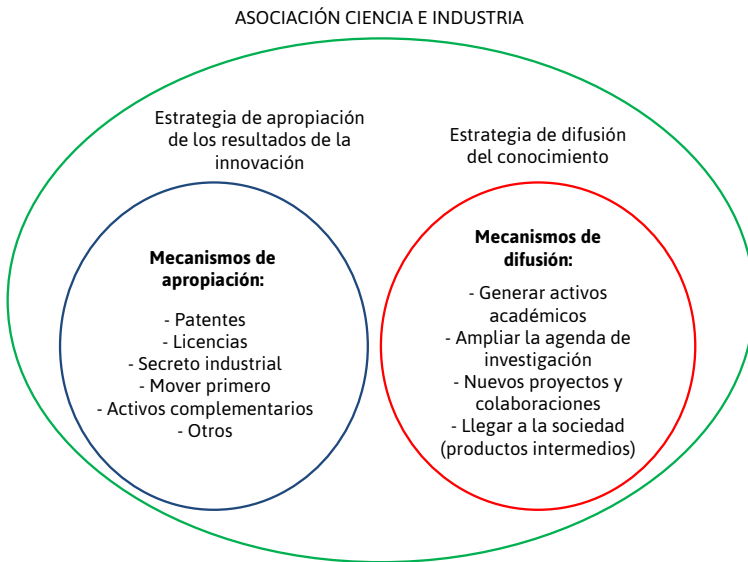 ASOCIACIÓN CIENCIA E INDUSTRIA
Estrategia de apropiación
de los resultados de la
innovación
Estrategia de difusión
del conocimiento
Mecanismos de
apropiación:
- Patentes
- Licencias
- Secreto industrial
- Mover primero
- Activos complementarios
- Otros
Mecanismos de
difusión:
- Generar activos
académicos
- Ampliar la agenda de
investigación
- Nuevos proyectos y
colaboraciones
- Llegar a la sociedad
(productos intermedios)